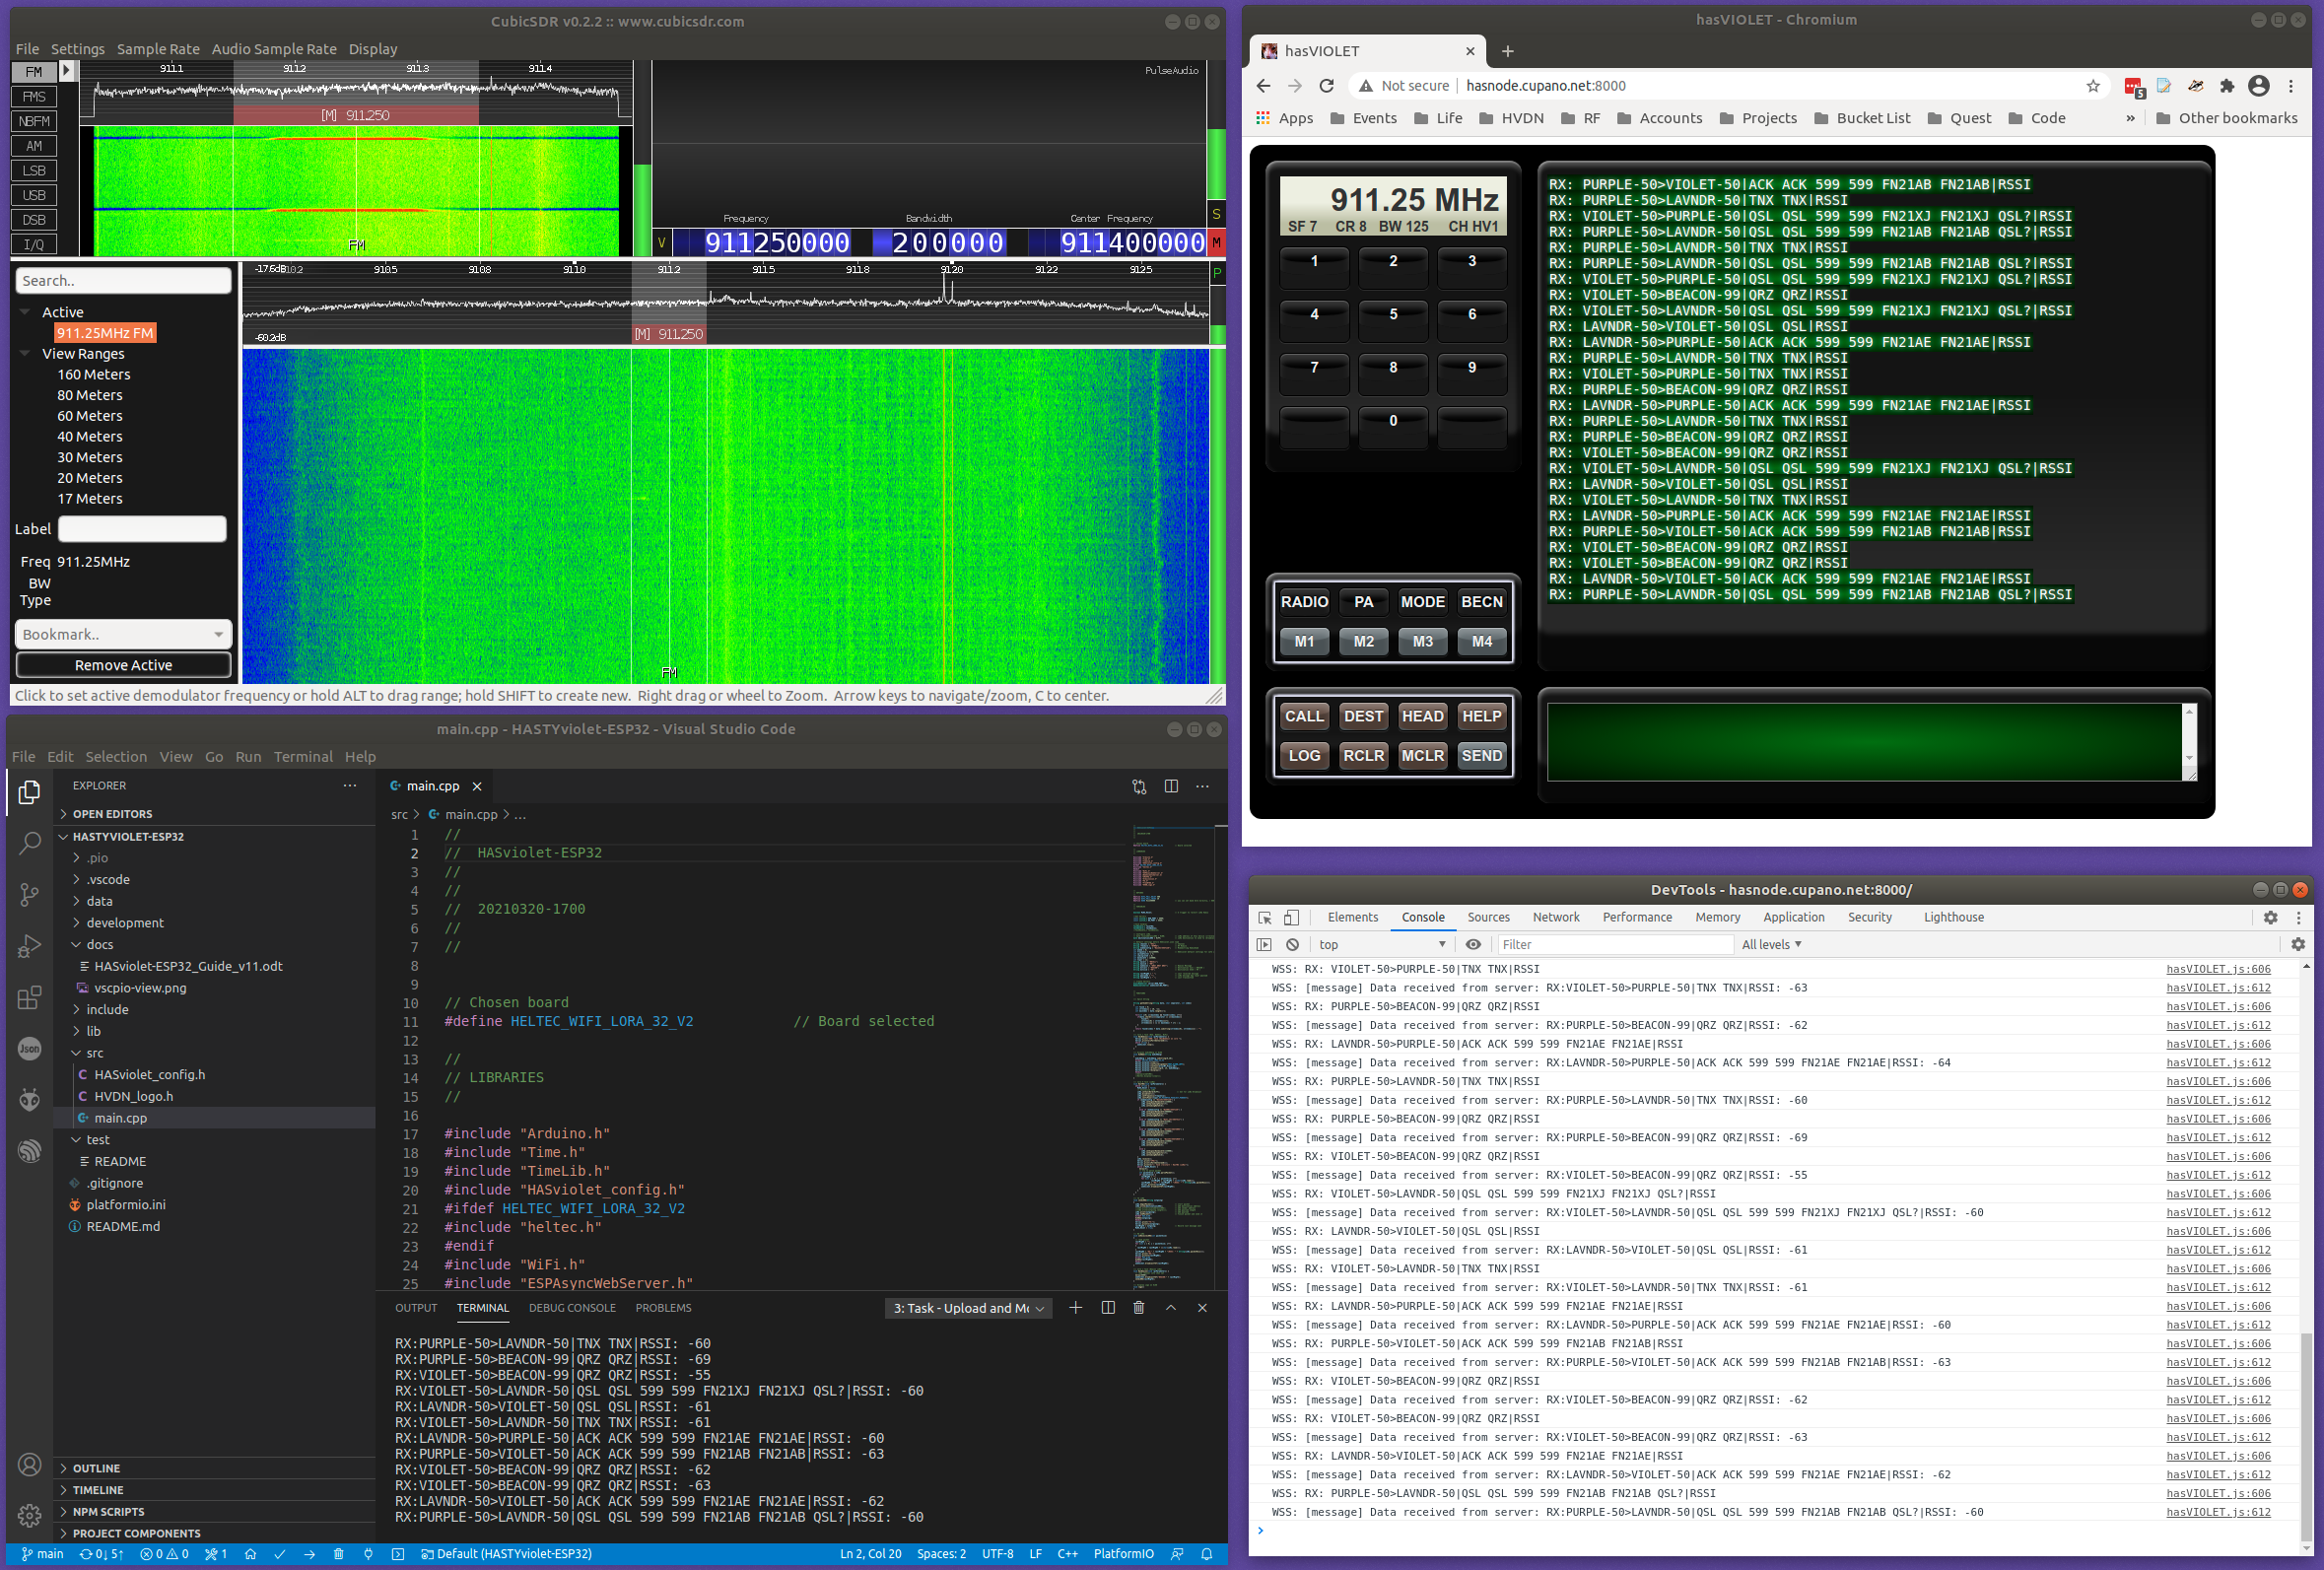 CubicSDR v0.2.2 :: www.cubicsdr.com
File Settings Sample Rate Audio Sample Rate Display
FM
FMS
NBFM
AM
LSB
USB
DSB
I/Q
911.1 911.2 911.3 911.4
[M] 911.250
FM
PulseAudio
Frequency Bandwidth Center Frequency
V 911250000 200000 911400000 M
S
P
Search..
Active
911.25MHz FM
View Ranges
160 Meters
80 Meters
60 Meters
40 Meters
30 Meters
20 Meters
17 Meters
Label
Freq 911.25MHz
BW
Type
Bookmark..
Remove Active
-17.6dB 910.2 910.5 910.8 911.0 911.2 911.5 911.8 912.0 912.2 912.5
[M] 911.250
-60.2dB
FM
Click to set active demodulator frequency or hold ALT to drag range; hold SHIFT to create new. Right drag or wheel to Zoom. Arrow keys to navigate/zoom, C to center.
hasVIOLET - Chromium
hasVIOLET
Not secure | hasnode.cupano.net:8000
5
Apps Events Life HVDN RF Accounts Projects Bucket List Quest Code » Other bookmarks
911.25 MHz
SF 7 CR 8 BW 125 CH HV1
1 2 3
4 5 6
7 8 9
0
RADIO PA MODE BECN
M1 M2 M3 M4
CALL DEST HEAD HELP
LOG RCLR MCLR SEND
RX: PURPLE-50>VIOLET-50|ACK ACK 599 599 FN21AB FN21AB|RSSI
RX: PURPLE-50>LAVNDR-50|TNX TNX|RSSI
RX: VIOLET-50>PURPLE-50|QSL QSL 599 599 FN21XJ FN21XJ QSL?|RSSI
RX: PURPLE-50>VIOLET-50|QSL QSL 599 599 FN21AB FN21AB QSL?|RSSI
RX: PURPLE-50>LAVNDR-50|TNX TNX|RSSI
RX: PURPLE-50>LAVNDR-50|QSL QSL 599 599 FN21AB FN21AB QSL?|RSSI
RX: VIOLET-50>PURPLE-50|QSL QSL 599 599 FN21XJ FN21XJ QSL?|RSSI
RX: VIOLET-50>BEACON-99|QRZ QRZ|RSSI
RX: VIOLET-50>LAVNDR-50|QSL QSL 599 599 FN21XJ FN21XJ QSL?|RSSI
RX: LAVNDR-50>VIOLET-50|QSL QSL|RSSI
RX: LAVNDR-50>PURPLE-50|ACK ACK 599 599 FN21AE FN21AE|RSSI
RX: PURPLE-50>LAVNDR-50|TNX TNX|RSSI
RX: VIOLET-50>PURPLE-50|TNX TNX|RSSI
RX: PURPLE-50>BEACON-99|QRZ QRZ|RSSI
RX: LAVNDR-50>PURPLE-50|ACK ACK 599 599 FN21AE FN21AE|RSSI
RX: PURPLE-50>LAVNDR-50|TNX TNX|RSSI
RX: PURPLE-50>BEACON-99|QRZ QRZ|RSSI
RX: VIOLET-50>BEACON-99|QRZ QRZ|RSSI
RX: VIOLET-50>LAVNDR-50|QSL QSL 599 599 FN21XJ FN21XJ QSL?|RSSI
RX: LAVNDR-50>VIOLET-50|QSL QSL|RSSI
RX: VIOLET-50>LAVNDR-50|TNX TNX|RSSI
RX: LAVNDR-50>PURPLE-50|ACK ACK 599 599 FN21AE FN21AE|RSSI
RX: PURPLE-50>VIOLET-50|ACK ACK 599 599 FN21AB FN21AB|RSSI
RX: VIOLET-50>BEACON-99|QRZ QRZ|RSSI
RX: VIOLET-50>BEACON-99|QRZ QRZ|RSSI
RX: LAVNDR-50>VIOLET-50|ACK ACK 599 599 FN21AE FN21AE|RSSI
RX: PURPLE-50>LAVNDR-50|QSL QSL 599 599 FN21AB FN21AB QSL?|RSSI
main.cpp - HASTYviolet-ESP32 - Visual Studio Code
File Edit Selection View Go Run Terminal Help
EXPLORER
OPEN EDITORS
HASTYVIOLET-ESP32
.pio
.vscode
data
development
docs
HASviolet-ESP32_Guide_v11.odt
vscpio-view.png
include
lib
src
HASviolet_config.h
HVDN_logo.h
main.cpp
test
README
.gitignore
platformio.ini
README.md
OUTLINE
TIMELINE
NPM SCRIPTS
PROJECT COMPONENTS
Json
main.cpp
src > main.cpp > ...
1 //
2 // HASviolet-ESP32
3 //
4 //
5 // 20210320-1700
6 //
7 //
8
9
10 // Chosen board
11 #define HELTEC_WIFI_LORA_32_V2 // Board selected
12
13 //
14 // LIBRARIES
15 //
16
17 #include "Arduino.h"
18 #include "Time.h"
19 #include "TimeLib.h"
20 #include "HASviolet_config.h"
21 #ifdef HELTEC_WIFI_LORA_32_V2
22 #include "heltec.h"
23 #endif
24 #include "WiFi.h"
25 #include "ESPAsyncWebServer.h"
OUTPUT TERMINAL DEBUG CONSOLE PROBLEMS 3: Task - Upload and Mo
RX:PURPLE-50>LAVNDR-50|TNX TNX|RSSI: -60
RX:PURPLE-50>BEACON-99|QRZ QRZ|RSSI: -69
RX:VIOLET-50>BEACON-99|QRZ QRZ|RSSI: -55
RX:VIOLET-50>LAVNDR-50|QSL QSL 599 599 FN21XJ FN21XJ QSL?|RSSI: -60
RX:LAVNDR-50>VIOLET-50|QSL QSL|RSSI: -61
RX:VIOLET-50>LAVNDR-50|TNX TNX|RSSI: -61
RX:LAVNDR-50>PURPLE-50|ACK ACK 599 599 FN21AE FN21AE|RSSI: -60
RX:PURPLE-50>VIOLET-50|ACK ACK 599 599 FN21AB FN21AB|RSSI: -63
RX:VIOLET-50>BEACON-99|QRZ QRZ|RSSI: -62
RX:VIOLET-50>BEACON-99|QRZ QRZ|RSSI: -63
RX:LAVNDR-50>VIOLET-50|ACK ACK 599 599 FN21AE FN21AE|RSSI: -62
RX:PURPLE-50>LAVNDR-50|QSL QSL 599 599 FN21AB FN21AB QSL?|RSSI: -60
main 0↓ 5↑ 0 0 1 Default (HASTYviolet-ESP32) Ln 2, Col 20 Spaces: 2 UTF-8 LF C++ PlatformIO
DevTools - hasnode.cupano.net:8000/
Elements Console Sources Network Performance Memory Application Security Lighthouse
top Filter All levels
WSS: RX: VIOLET-50>PURPLE-50|TNX TNX|RSSI hasVIOLET.js:606
WSS: [message] Data received from server: RX:VIOLET-50>PURPLE-50|TNX TNX|RSSI: -63 hasVIOLET.js:612
WSS: RX: PURPLE-50>BEACON-99|QRZ QRZ|RSSI hasVIOLET.js:606
WSS: [message] Data received from server: RX:PURPLE-50>BEACON-99|QRZ QRZ|RSSI: -62 hasVIOLET.js:612
WSS: RX: LAVNDR-50>PURPLE-50|ACK ACK 599 599 FN21AE FN21AE|RSSI hasVIOLET.js:606
WSS: [message] Data received from server: RX:LAVNDR-50>PURPLE-50|ACK ACK 599 599 FN21AE FN21AE|RSSI: -64 hasVIOLET.js:612
WSS: RX: PURPLE-50>LAVNDR-50|TNX TNX|RSSI hasVIOLET.js:606
WSS: [message] Data received from server: RX:PURPLE-50>LAVNDR-50|TNX TNX|RSSI: -60 hasVIOLET.js:612
WSS: RX: PURPLE-50>BEACON-99|QRZ QRZ|RSSI hasVIOLET.js:606
WSS: [message] Data received from server: RX:PURPLE-50>BEACON-99|QRZ QRZ|RSSI: -69 hasVIOLET.js:612
WSS: RX: VIOLET-50>BEACON-99|QRZ QRZ|RSSI hasVIOLET.js:606
WSS: [message] Data received from server: RX:VIOLET-50>BEACON-99|QRZ QRZ|RSSI: -55 hasVIOLET.js:612
WSS: RX: VIOLET-50>LAVNDR-50|QSL QSL 599 599 FN21XJ FN21XJ QSL?|RSSI hasVIOLET.js:606
WSS: [message] Data received from server: RX:VIOLET-50>LAVNDR-50|QSL QSL 599 599 FN21XJ FN21XJ QSL?|RSSI: -60 hasVIOLET.js:612
WSS: RX: LAVNDR-50>VIOLET-50|QSL QSL|RSSI hasVIOLET.js:606
WSS: [message] Data received from server: RX:LAVNDR-50>VIOLET-50|QSL QSL|RSSI: -61 hasVIOLET.js:612
WSS: RX: VIOLET-50>LAVNDR-50|TNX TNX|RSSI hasVIOLET.js:606
WSS: [message] Data received from server: RX:VIOLET-50>LAVNDR-50|TNX TNX|RSSI: -61 hasVIOLET.js:612
WSS: RX: LAVNDR-50>PURPLE-50|ACK ACK 599 599 FN21AE FN21AE|RSSI hasVIOLET.js:606
WSS: [message] Data received from server: RX:LAVNDR-50>PURPLE-50|ACK ACK 599 599 FN21AE FN21AE|RSSI: -60 hasVIOLET.js:612
WSS: RX: PURPLE-50>VIOLET-50|ACK ACK 599 599 FN21AB FN21AB|RSSI hasVIOLET.js:606
WSS: [message] Data received from server: RX:PURPLE-50>VIOLET-50|ACK ACK 599 599 FN21AB FN21AB|RSSI: -63 hasVIOLET.js:612
WSS: RX: VIOLET-50>BEACON-99|QRZ QRZ|RSSI hasVIOLET.js:606
WSS: [message] Data received from server: RX:VIOLET-50>BEACON-99|QRZ QRZ|RSSI: -62 hasVIOLET.js:612
WSS: RX: VIOLET-50>BEACON-99|QRZ QRZ|RSSI hasVIOLET.js:606
WSS: [message] Data received from server: RX:VIOLET-50>BEACON-99|QRZ QRZ|RSSI: -63 hasVIOLET.js:612
WSS: RX: LAVNDR-50>VIOLET-50|ACK ACK 599 599 FN21AE FN21AE|RSSI hasVIOLET.js:606
WSS: [message] Data received from server: RX:LAVNDR-50>VIOLET-50|ACK ACK 599 599 FN21AE FN21AE|RSSI: -62 hasVIOLET.js:612
WSS: RX: PURPLE-50>LAVNDR-50|QSL QSL 599 599 FN21AB FN21AB QSL?|RSSI hasVIOLET.js:606
WSS: [message] Data received from server: RX:PURPLE-50>LAVNDR-50|QSL QSL 599 599 FN21AB FN21AB QSL?|RSSI: -60 hasVIOLET.js:612